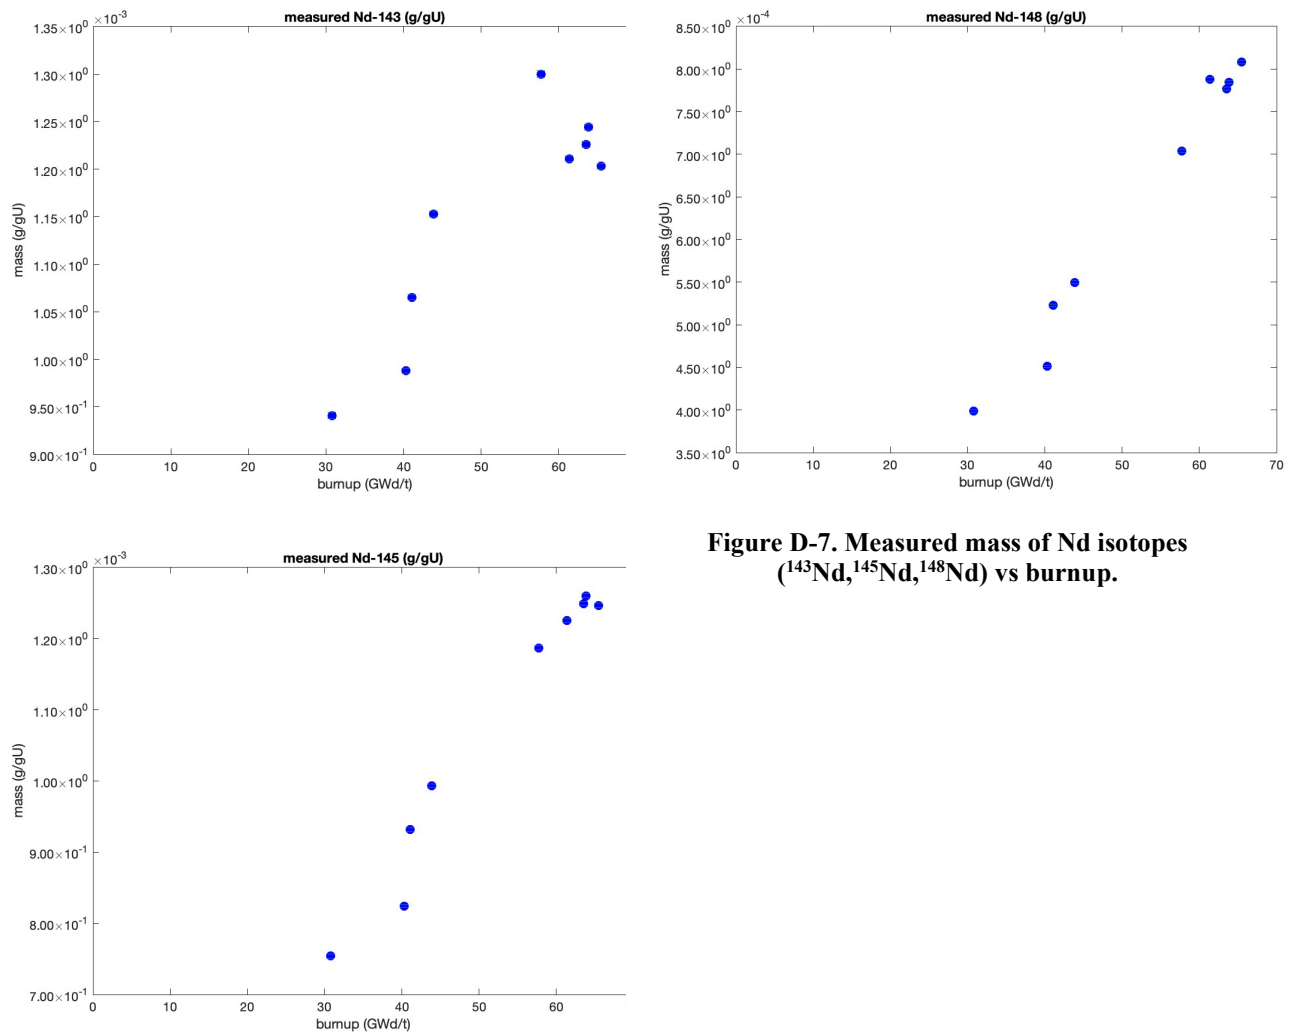 measured Nd-143 (g/gU)
×10⁻³
1.35×10⁰
1.30×10⁰
1.25×10⁰
1.20×10⁰
1.15×10⁰
1.10×10⁰
1.05×10⁰
1.00×10⁰
9.50×10⁻¹
9.00×10⁻¹
mass (g/gU)
0 10 20 30 40 50 60
burnup (GWd/t)
measured Nd-148 (g/gU)
×10⁻⁴
8.50×10⁰
8.00×10⁰
7.50×10⁰
7.00×10⁰
6.50×10⁰
6.00×10⁰
5.50×10⁰
5.00×10⁰
4.50×10⁰
4.00×10⁰
3.50×10⁰
mass (g/gU)
0 10 20 30 40 50 60 70
burnup (GWd/t)
measured Nd-145 (g/gU)
×10⁻³
1.30×10⁰
1.20×10⁰
1.10×10⁰
1.00×10⁰
9.00×10⁻¹
8.00×10⁻¹
7.00×10⁻¹
mass (g/gU)
0 10 20 30 40 50 60
burnup (GWd/t)
Figure D-7. Measured mass of Nd isotopes
(¹⁴³Nd,¹⁴⁵Nd,¹⁴⁸Nd) vs burnup.